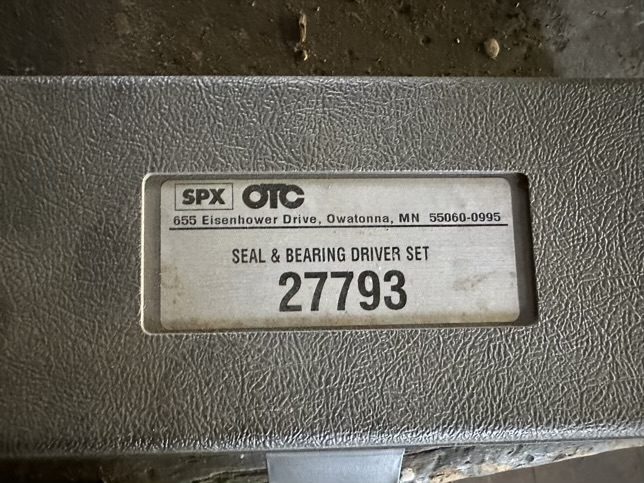 SPX OTC
655 Eisenhower Drive, Owatonna, MN 55060-0995
SEAL & BEARING DRIVER SET
27793